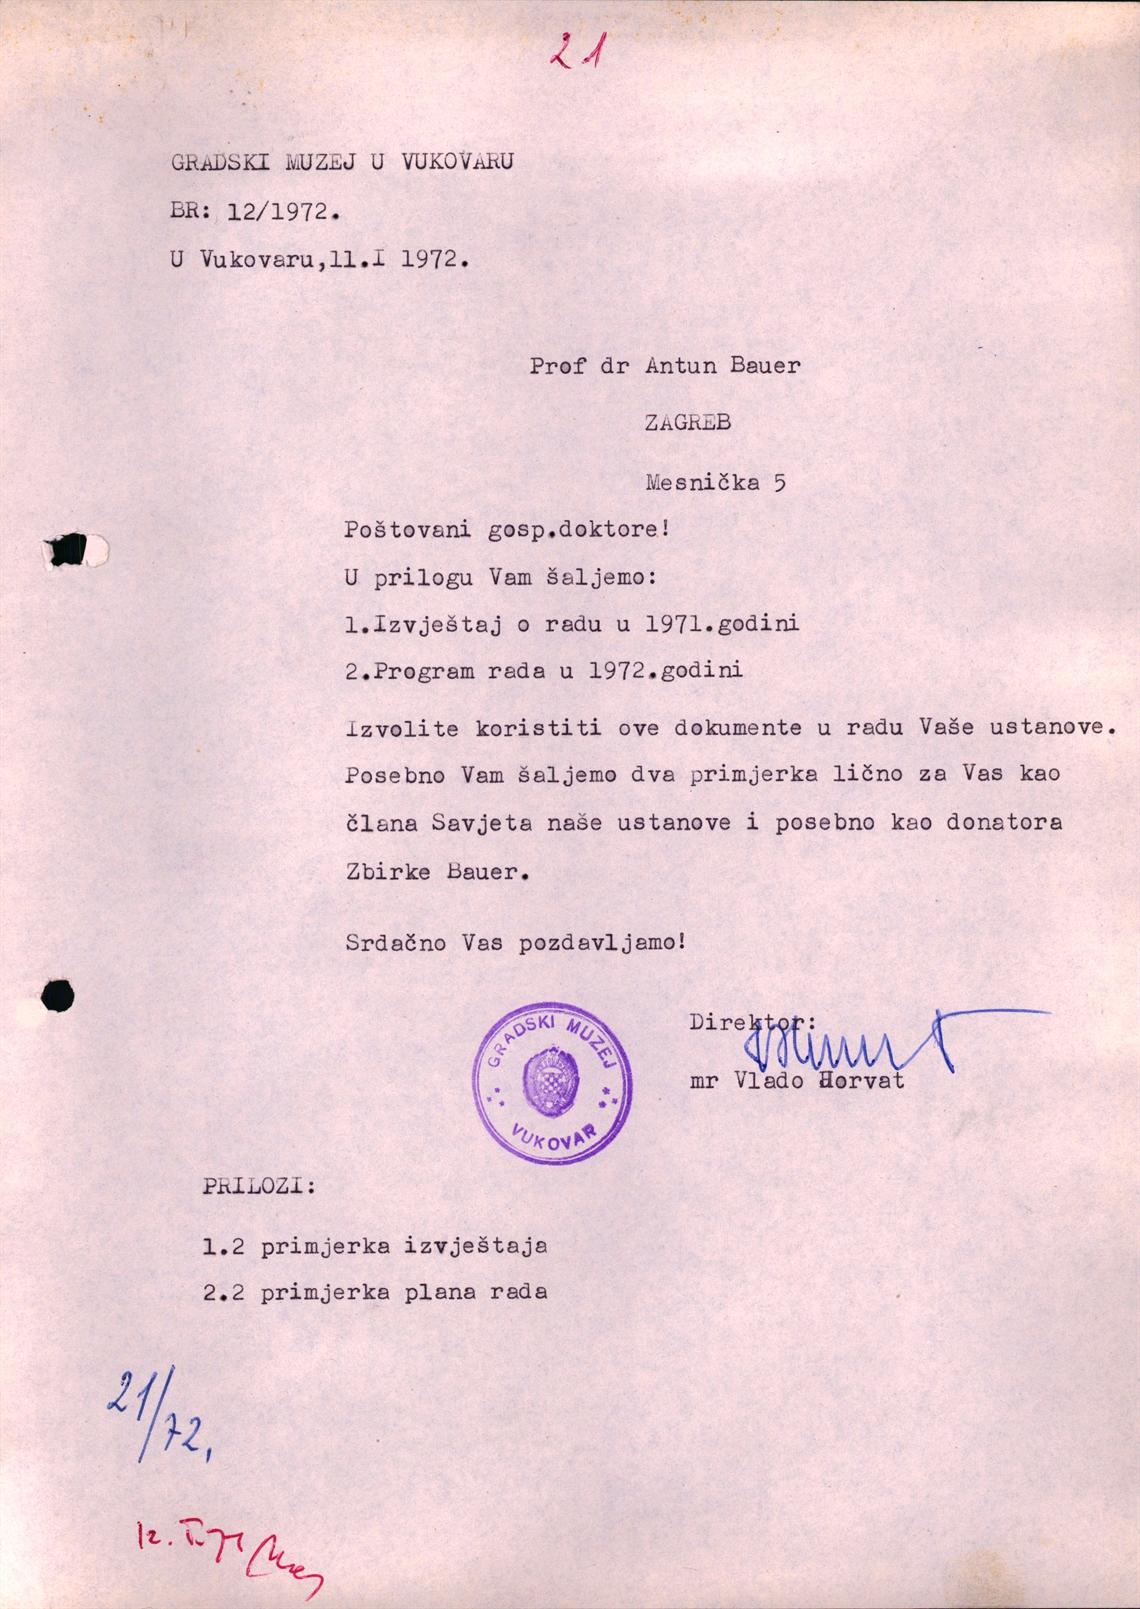 21
GRADSKI MUZEJ U VUKOVARU
BR: 12/1972.
U Vukovaru,11.I 1972.
Prof dr Antun Bauer
ZAGREB
Mesnička 5
Poštovani gosp.doktore!
U prilogu Vam šaljemo:
1.Izvještaj o radu u 1971.godini
2.Program rada u 1972.godini
Izvolite koristiti ove dokumente u radu Vaše ustanove.
Posebno Vam šaljemo dva primjerka lično za Vas kao
člana Savjeta naše ustanove i posebno kao donatora
Zbirke Bauer.
Srdačno Vas pozdavljamo!
Direktor:
mr Vlado Horvat
GRADSKI MUZEJ
VUKOVAR
PRILOZI:
1.2 primjerka izvještaja
2.2 primjerka plana rada
21/72.